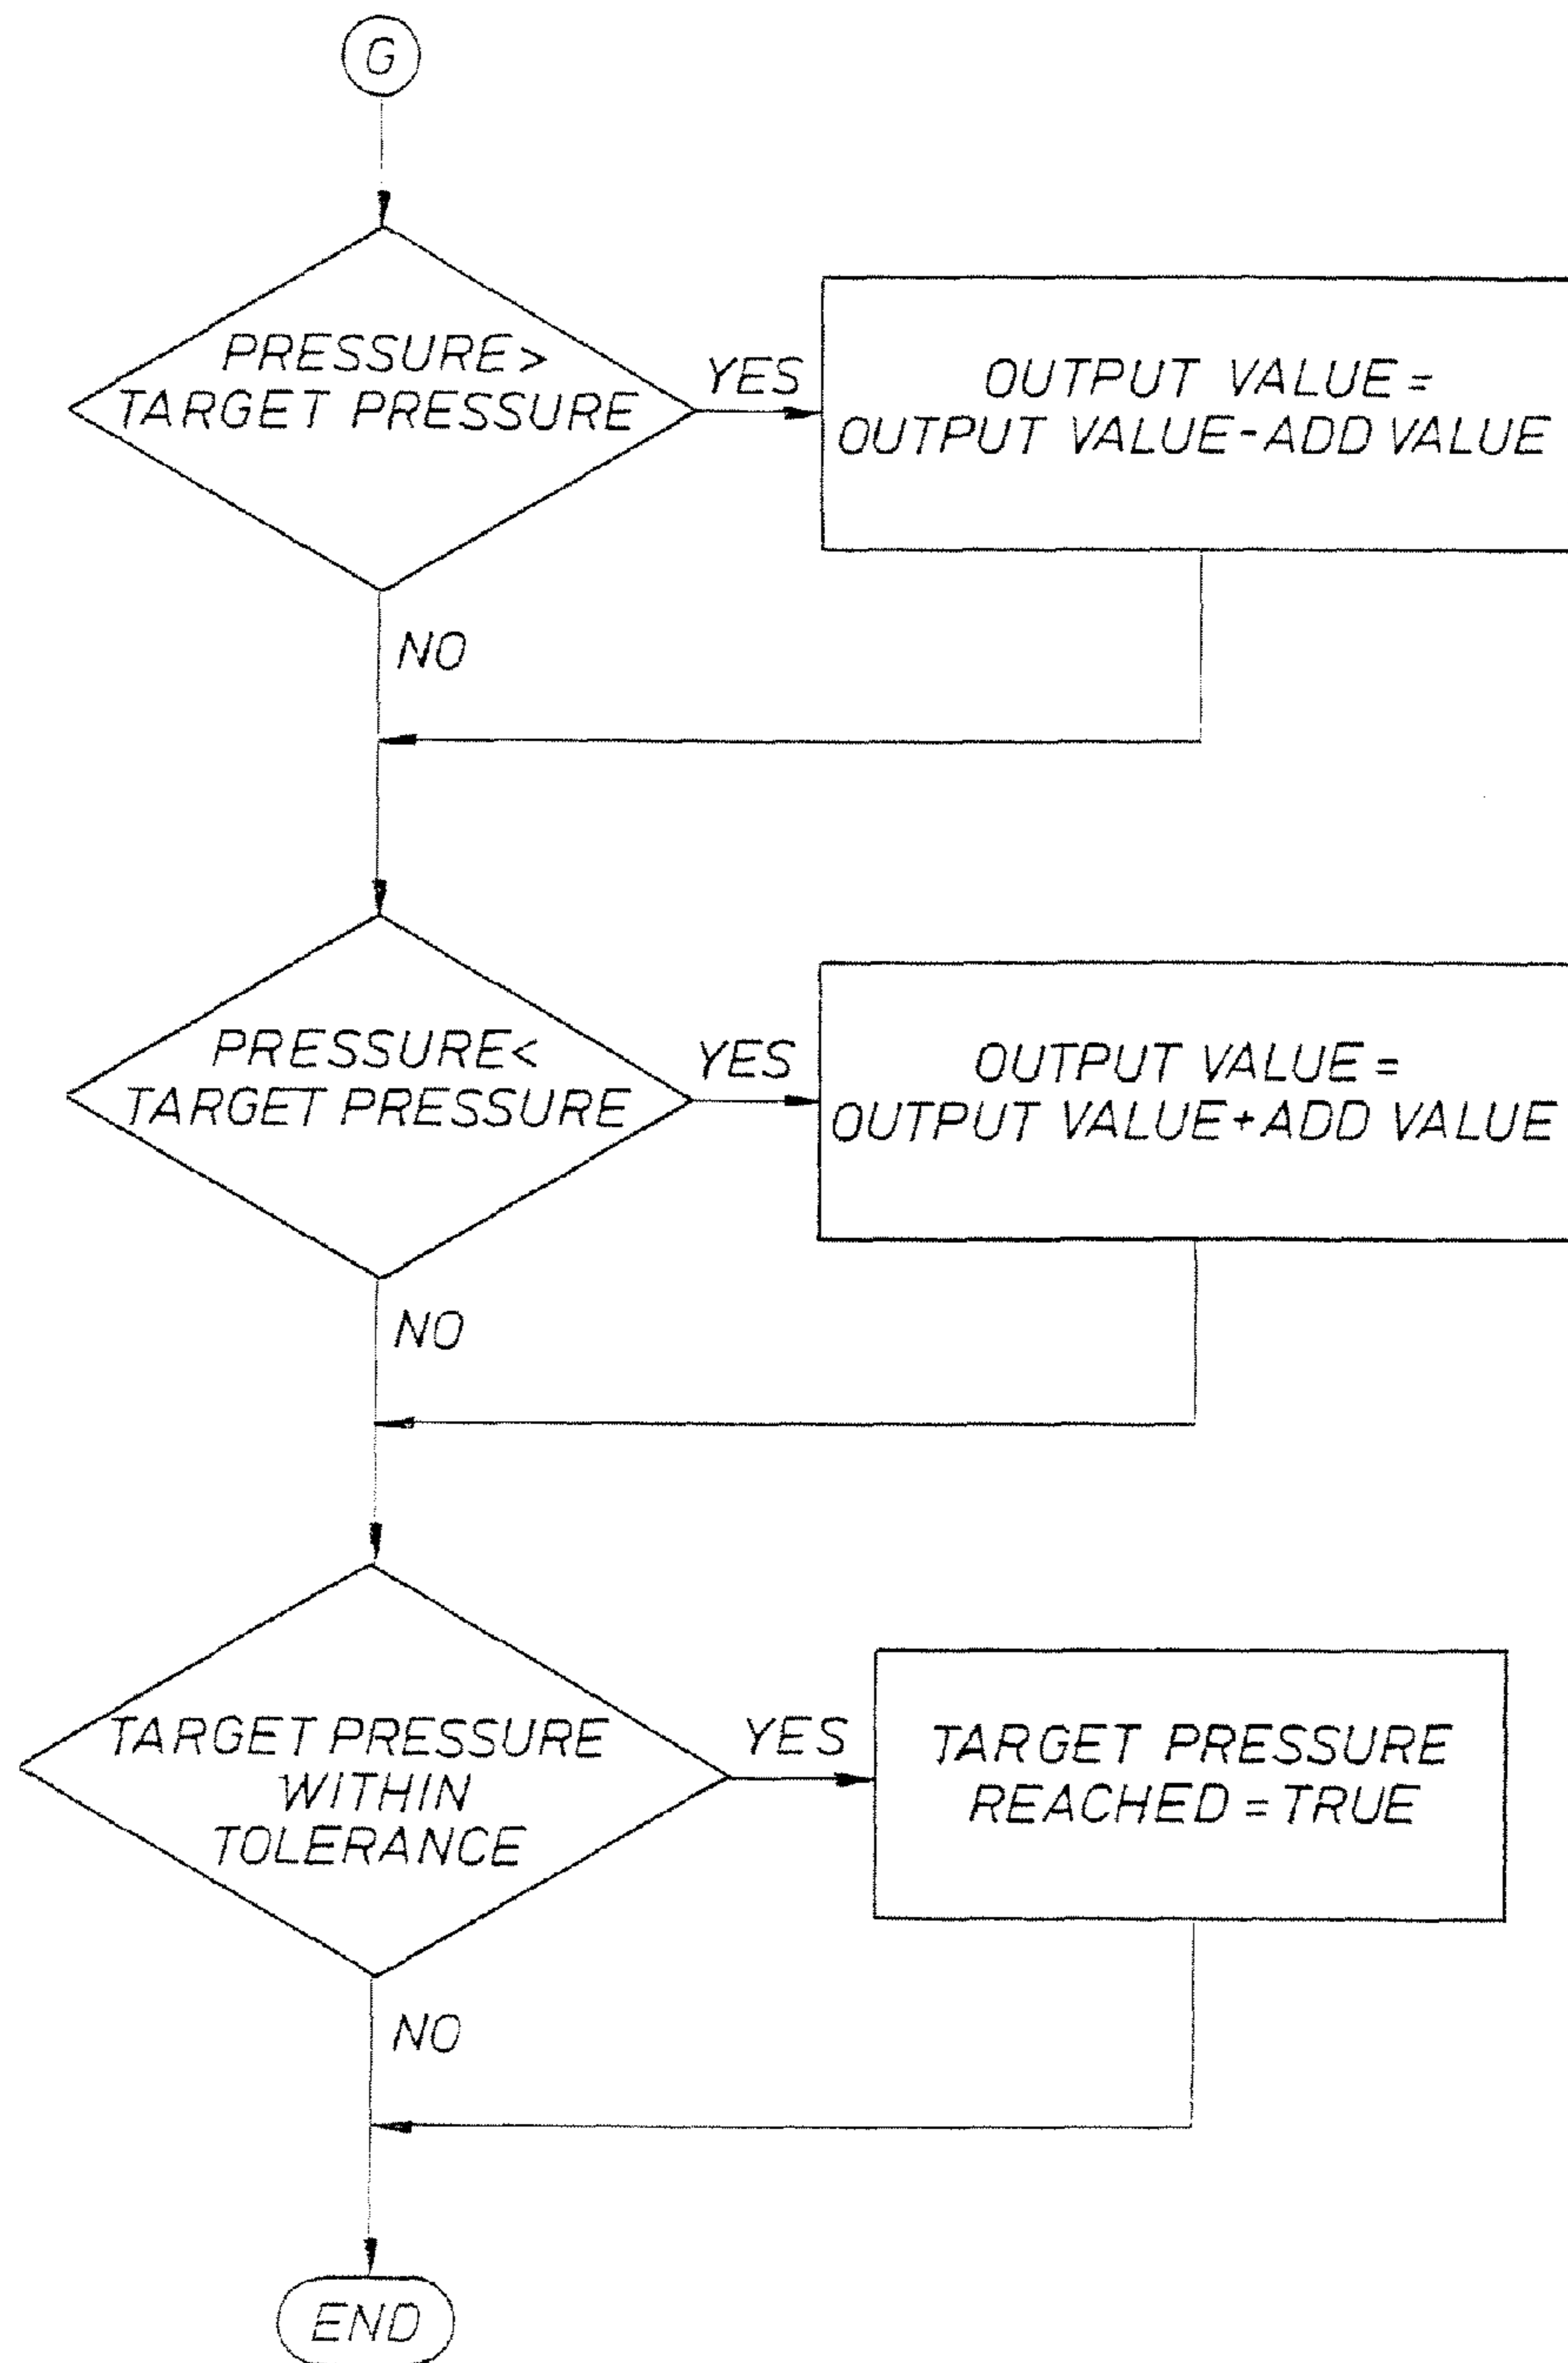 G
PRESSURE>
TARGET PRESSURE
YES
OUTPUT VALUE=
OUTPUT VALUE-ADD VALUE
NO
PRESSURE<
TARGET PRESSURE
YES
OUTPUT VALUE=
OUTPUT VALUE+ADD VALUE
NO
TARGET PRESSURE
WITHIN
TOLERANCE
YES
TARGET PRESSURE
REACHED=TRUE
NO
END